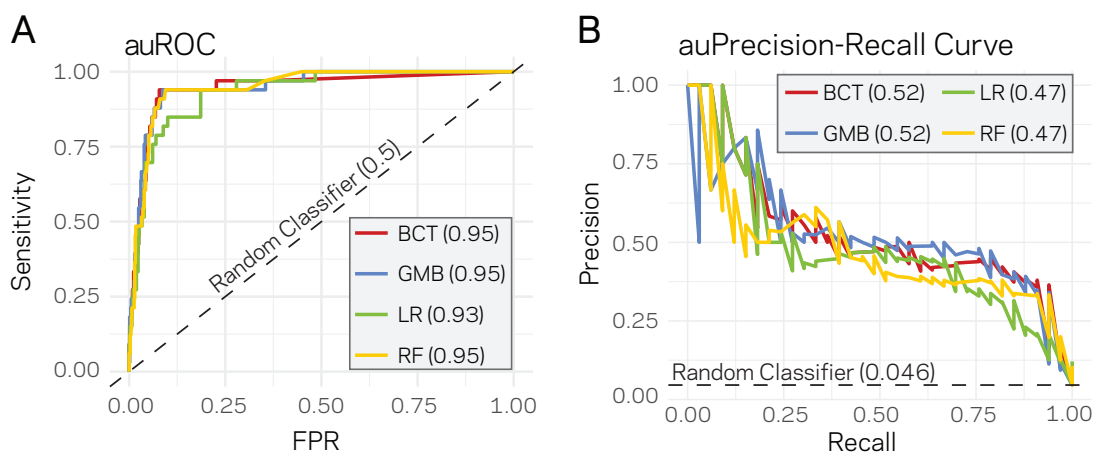 A
auROC
1.00
0.75
0.50
0.25
0.00
Sensitivity
Random Classifier (0.5)
BCT (0.95)
GMB (0.95)
LR (0.93)
RF (0.95)
0.00 0.25 0.50 0.75 1.00
FPR
B
auPrecision-Recall Curve
1.00
0.75
0.50
0.25
0.00
Precision
BCT (0.52) LR (0.47)
GMB (0.52) RF (0.47)
Random Classifier (0.046)
0.00 0.25 0.50 0.75 1.00
Recall